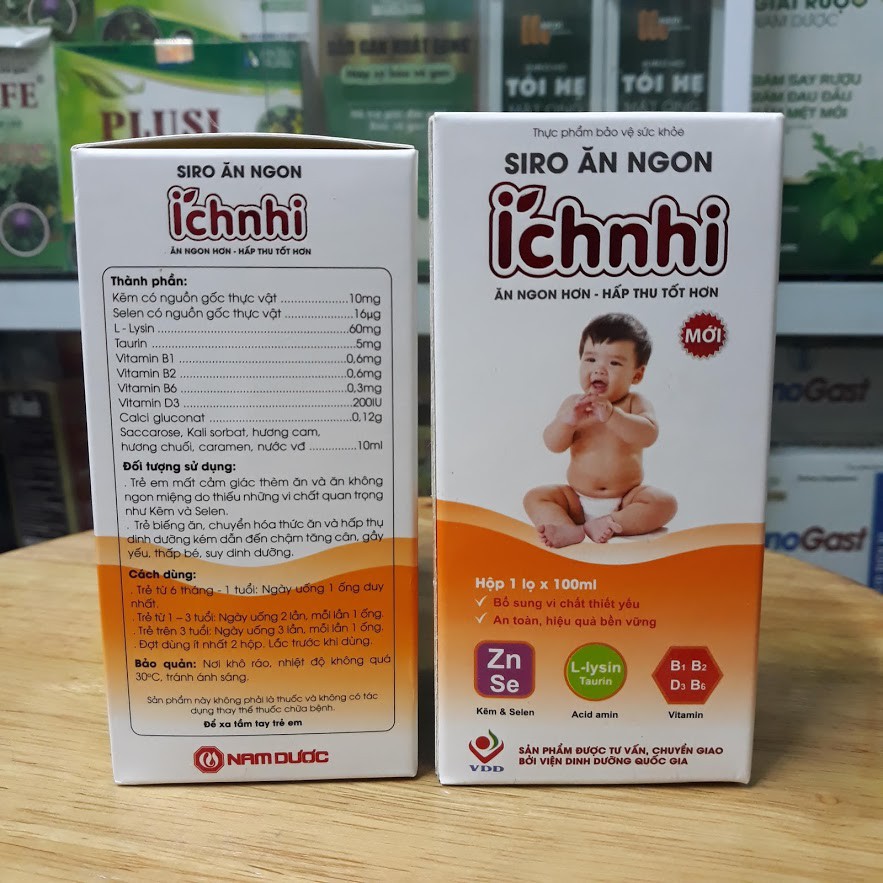 FE
PLUSI
TỎI HẸ
TỎI HẸ
GIẢI RƯỢU
NAM DƯỢC
GIẢM SAY RƯỢU
GIẢM ĐAU ĐẦU
MỆT MỎI
noGast
noGast
SIRO ĂN NGON
ichnhi
ĂN NGON HƠN - HẤP THU TỐT HƠN
Thành phần:
Kẽm có nguồn gốc thực vật ................10mg
Selen có nguồn gốc thực vật ................16µg
L - Lysin ................60mg
Taurin ................5mg
Vitamin B1 ................0,6mg
Vitamin B2 ................0,6mg
Vitamin B6 ................0,3mg
Vitamin D3 ................200IU
Calci gluconat ................0,12g
Saccarose, Kali sorbat, hương cam,
hương chuối, caramen, nước vđ ................10ml
Đối tượng sử dụng:
. Trẻ em mất cảm giác thèm ăn và ăn không
ngon miệng do thiếu những vi chất quan trọng
như Kẽm và Selen.
. Trẻ biếng ăn, chuyển hóa thức ăn và hấp thụ
dinh dưỡng kém dẫn đến chậm tăng cân, gầy
yếu, thấp bé, suy dinh dưỡng.
Cách dùng:
. Trẻ từ 6 tháng - 1 tuổi: Ngày uống 1 ống duy
nhất.
. Trẻ từ 1 – 3 tuổi: Ngày uống 2 lần, mỗi lần 1 ống.
. Trẻ trên 3 tuổi: Ngày uống 3 lần, mỗi lần 1 ống.
. Đợt dùng ít nhất 2 hộp. Lắc trước khi dùng.
Bảo quản: Nơi khô ráo, nhiệt độ không quá
30°C, tránh ánh sáng.
Sản phẩm này không phải là thuốc và không có tác
dụng thay thế thuốc chữa bệnh.
Để xa tầm tay trẻ em
NAM DƯỢC
Thực phẩm bảo vệ sức khỏe
SIRO ĂN NGON
ichnhi
ĂN NGON HƠN - HẤP THU TỐT HƠN
MỚI
Hộp 1 lọ x 100ml
Bổ sung vi chất thiết yếu
An toàn, hiệu quả bền vững
Zn
Se
Kẽm & Selen
L-lysin
Taurin
Acid amin
B1 B2
D3 B6
Vitamin
VDD
SẢN PHẨM ĐƯỢC TƯ VẤN, CHUYỂN GIAO
BỞI VIỆN DINH DƯỠNG QUỐC GIA